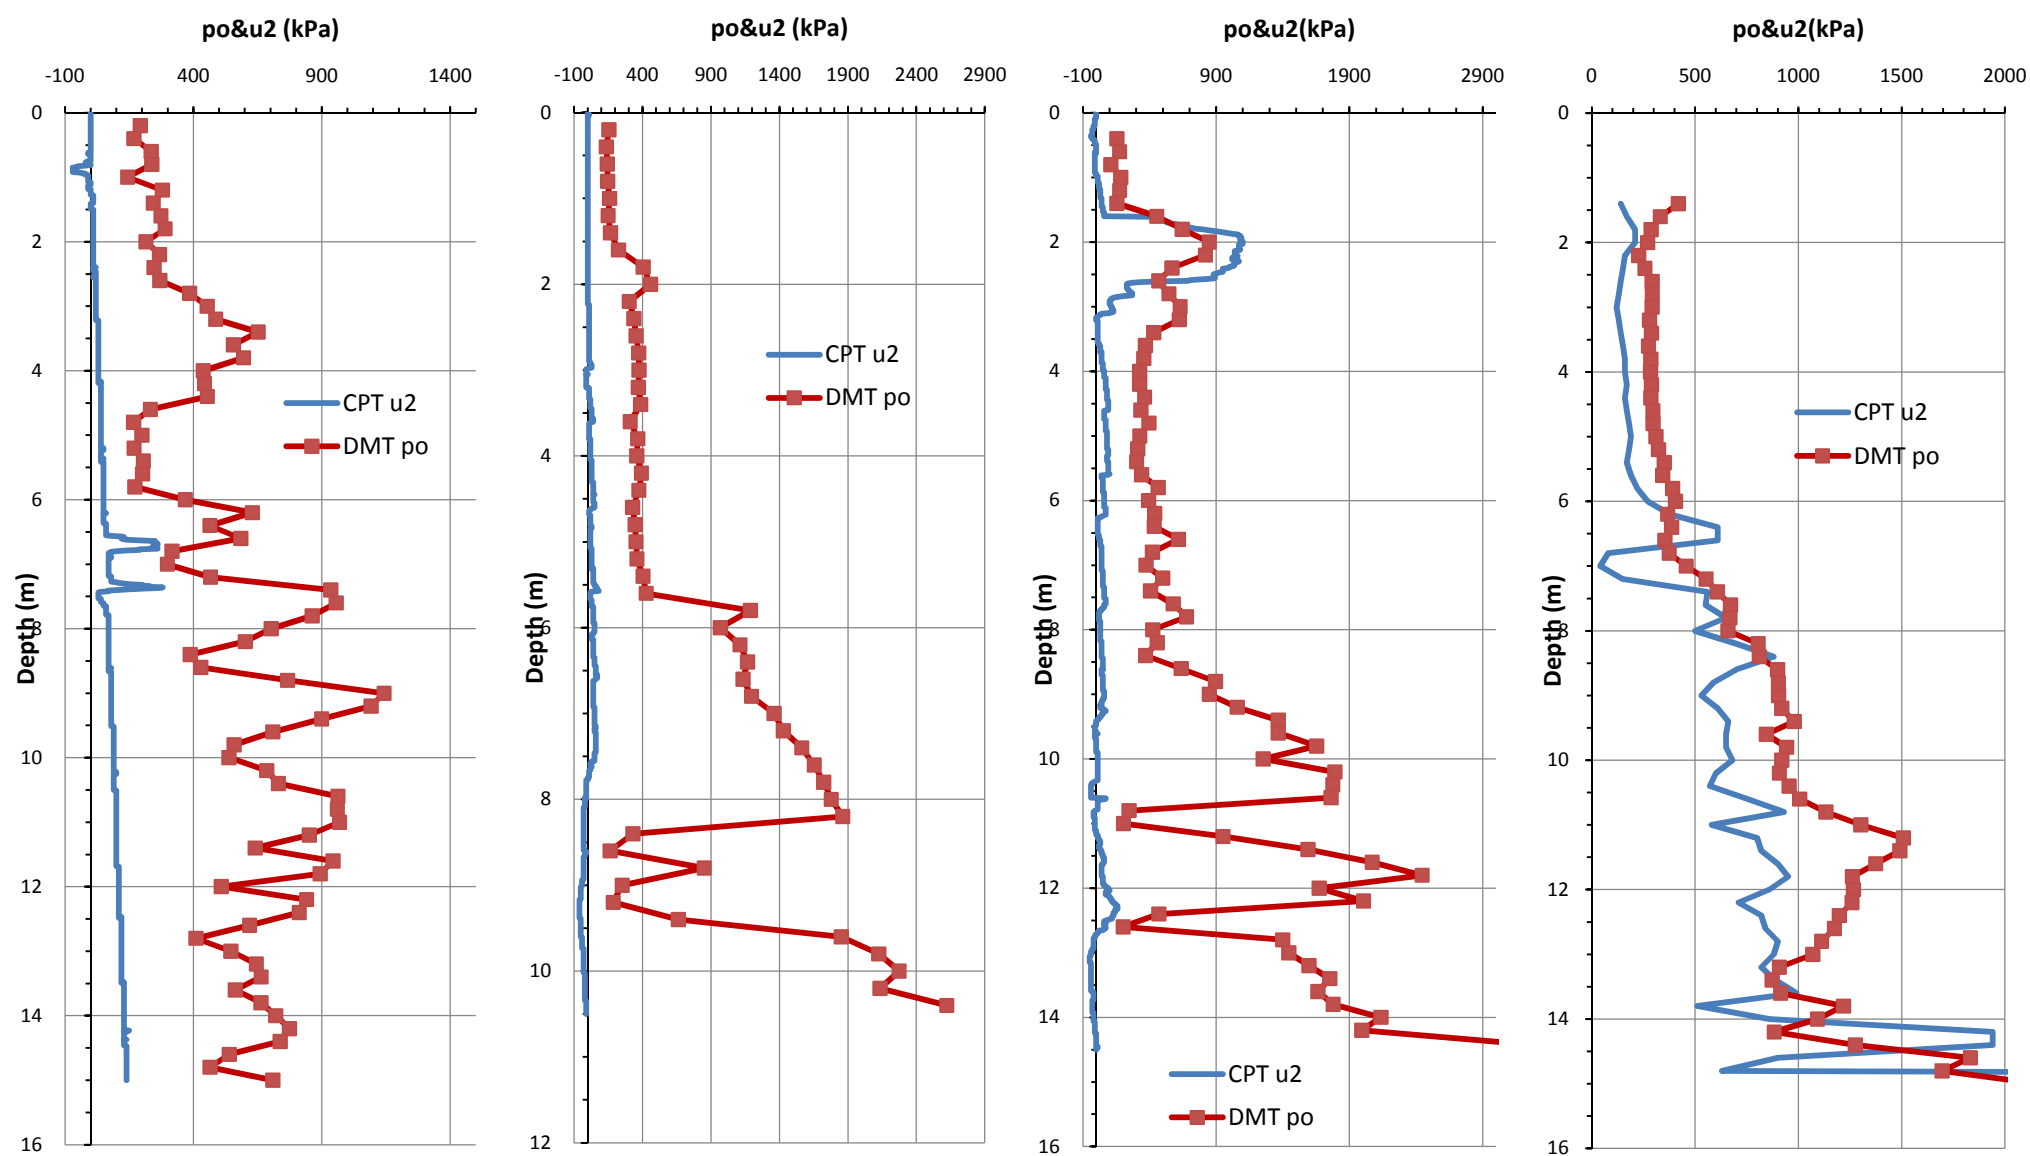 po&u2 (kPa)
-100 400 900 1400
0
2
4
6
8
10
12
14
16
Depth (m)
CPT u2
DMT po
po&u2 (kPa)
-100 400 900 1400 1900 2400 2900
0
2
4
6
8
10
12
Depth (m)
CPT u2
DMT po
po&u2(kPa)
-100 900 1900 2900
0
2
4
6
8
10
12
14
16
Depth (m)
CPT u2
DMT po
po&u2(kPa)
0 500 1000 1500 2000
0
2
4
6
8
10
12
14
16
Depth (m)
CPT u2
DMT po